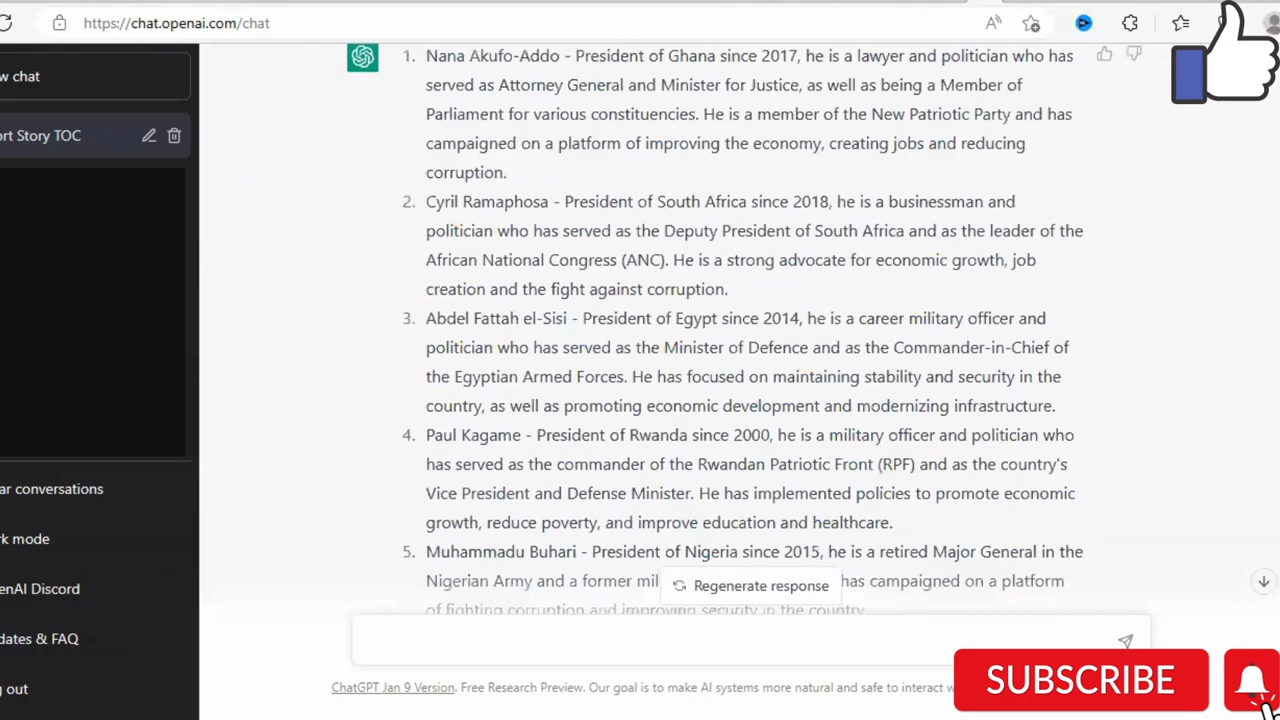 https://chat.openai.com/chat
w chat
ort Story TOC
ar conversations
rk mode
enAI Discord
dates & FAQ
g out
1. Nana Akufo-Addo - President of Ghana since 2017, he is a lawyer and politician who has
served as Attorney General and Minister for Justice, as well as being a Member of
Parliament for various constituencies. He is a member of the New Patriotic Party and has
campaigned on a platform of improving the economy, creating jobs and reducing
corruption.
2. Cyril Ramaphosa - President of South Africa since 2018, he is a businessman and
politician who has served as the Deputy President of South Africa and as the leader of the
African National Congress (ANC). He is a strong advocate for economic growth, job
creation and the fight against corruption.
3. Abdel Fattah el-Sisi - President of Egypt since 2014, he is a career military officer and
politician who has served as the Minister of Defence and as the Commander-in-Chief of
the Egyptian Armed Forces. He has focused on maintaining stability and security in the
country, as well as promoting economic development and modernizing infrastructure.
4. Paul Kagame - President of Rwanda since 2000, he is a military officer and politician who
has served as the commander of the Rwandan Patriotic Front (RPF) and as the country's
Vice President and Defense Minister. He has implemented policies to promote economic
growth, reduce poverty, and improve education and healthcare.
5. Muhammadu Buhari - President of Nigeria since 2015, he is a retired Major General in the
Nigerian Army and a former mil has campaigned on a platform
of fighting corruption and improving security in the country.
Regenerate response
ChatGPT Jan 9 Version. Free Research Preview. Our goal is to make AI systems more natural and safe to interact w
SUBSCRIBE